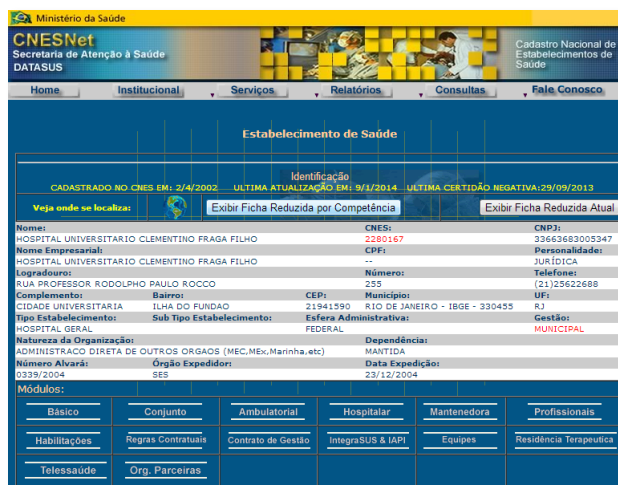 Ministério da Saúde
CNESNet
Secretaria de Atenção à Saúde
DATASUS
Cadastro Nacional de
Estabelecimentos de
Saúde
Home Institucional Serviços Relatórios Consultas Fale Conosco
Estabelecimento de Saúde
Identificação
CADASTRADO NO CNES EM: 2/4/2002 ULTIMA ATUALIZAÇÃO EM: 9/1/2014 ULTIMA CERTIDÃO NEGATIVA:29/09/2013
Veja onde se localiza: Exibir Ficha Reduzida por Competência Exibir Ficha Reduzida Atual
Nome: CNES: CNPJ:
HOSPITAL UNIVERSITARIO CLEMENTINO FRAGA FILHO 2280167 33663683005347
Nome Empresarial: CPF: Personalidade:
HOSPITAL UNIVERSITARIO CLEMENTINO FRAGA FILHO -- JURÍDICA
Logradouro: Número: Telefone:
RUA PROFESSOR RODOLPHO PAULO ROCCO 255 (21)25622688
Complemento: Bairro: CEP: Município: UF:
CIDADE UNIVERSITARIA ILHA DO FUNDAO 21941590 RIO DE JANEIRO - IBGE - 330455 RJ
Tipo Estabelecimento: Sub Tipo Estabelecimento: Esfera Administrativa: Gestão:
HOSPITAL GERAL FEDERAL MUNICIPAL
Natureza da Organização: Dependência:
ADMINISTRACO DIRETA DE OUTROS ORGAOS (MEC,MEx,Marinha,etc) MANTIDA
Número Alvará: Órgão Expedidor: Data Expedição:
0339/2004 SES 23/12/2004
Módulos:
Básico Conjunto Ambulatorial Hospitalar Mantenedora Profissionais
Habilitações Regras Contratuais Contrato de Gestão IntegraSUS & IAPI Equipes Residência Terapeutica
Telessaúde Org. Parceiras